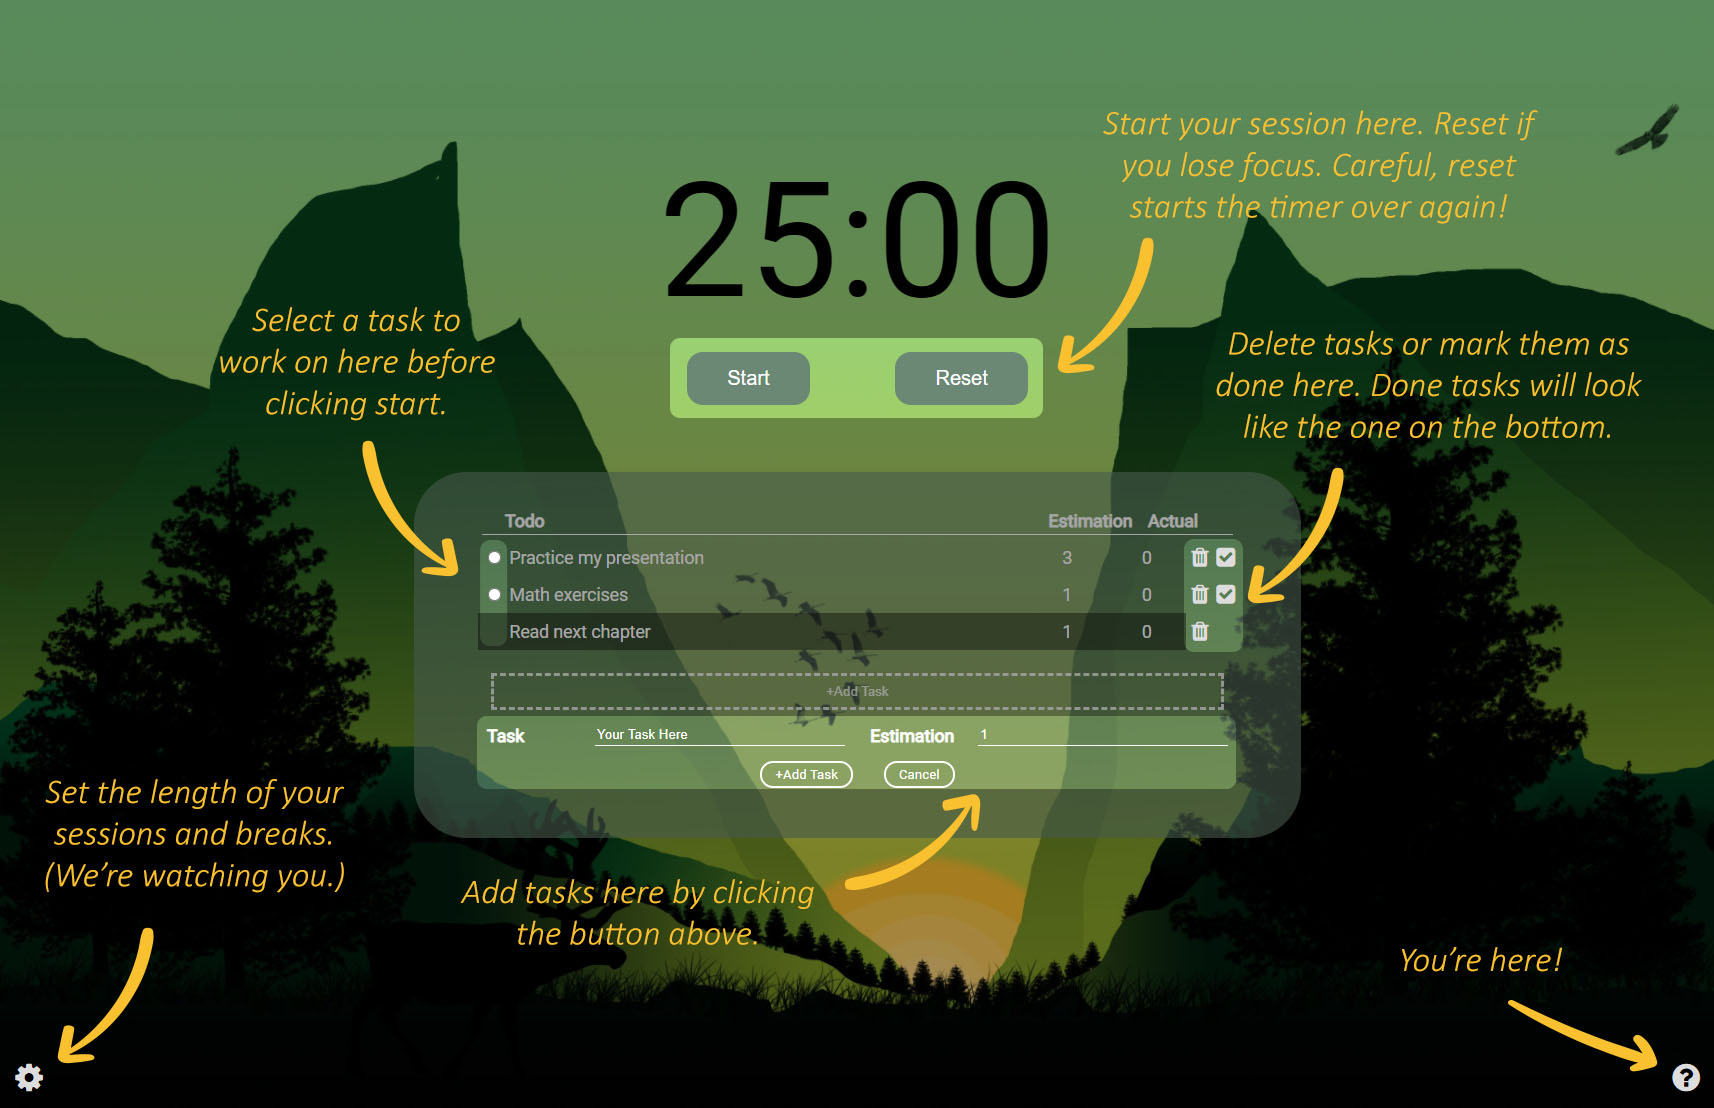 Start your session here. Reset if
you lose focus. Careful, reset
starts the timer over again!
25:00
Select a task to
work on here before
clicking start.
Start Reset
Delete tasks or mark them as
done here. Done tasks will look
like the one on the bottom.
Todo Estimation Actual
Practice my presentation 3 0
Math exercises 1 0
Read next chapter 1 0
+Add Task
Task Your Task Here Estimation 1
+Add Task Cancel
Set the length of your
sessions and breaks.
(We're watching you.)
Add tasks here by clicking
the button above.
You're here!
?